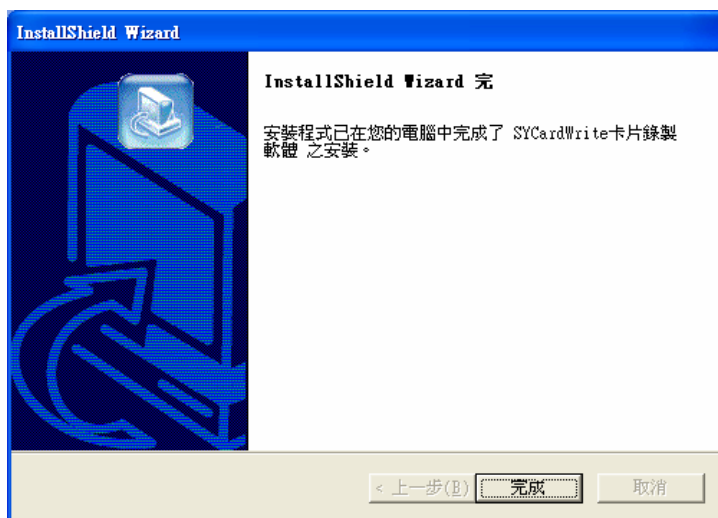 InstallShield Wizard
InstallShield Wizard 完
安裝程式已在您的電腦中完成了 SYCardWrite卡片錄製
軟體 之安裝。
< 上一步(B) 完成 取消